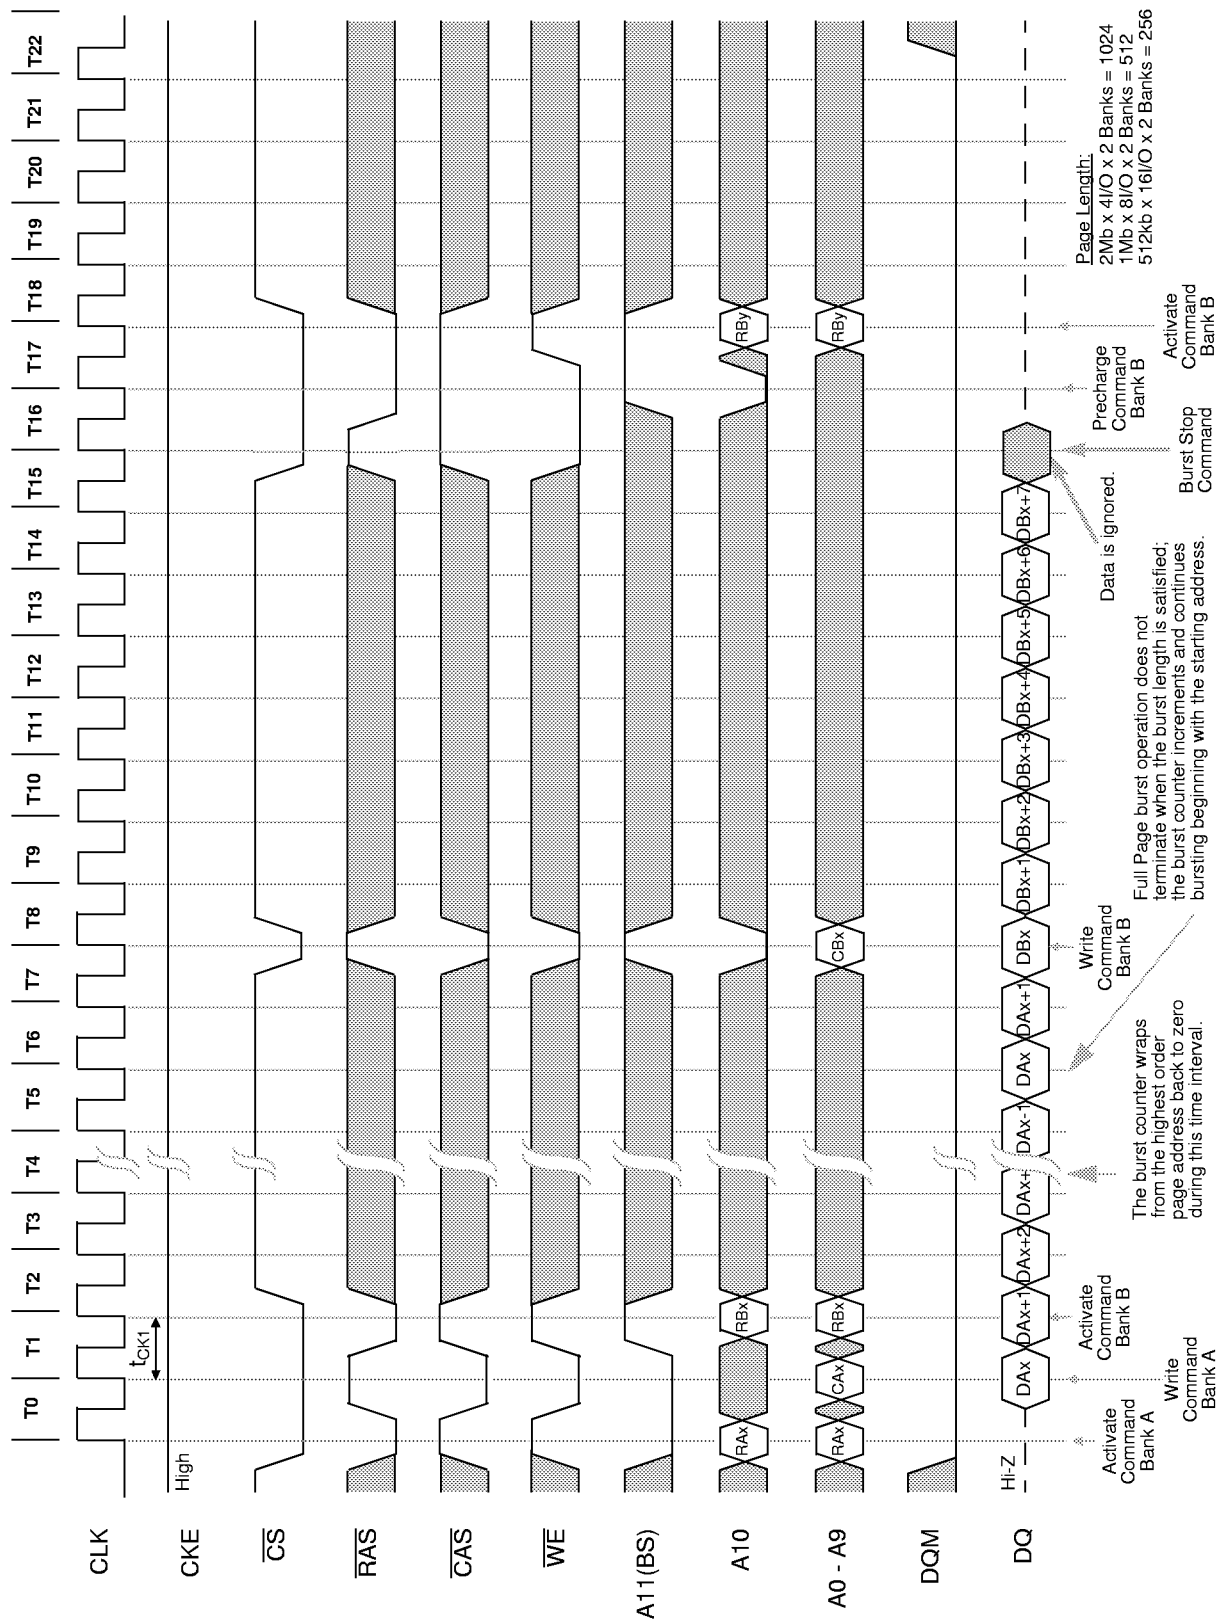 T0 T1 T2 T3 T4 T5 T6 T7 T8 T9 T10 T11 T12 T13 T14 T15 T16 T17 T18 T19 T20 T21 T22
CLK
tCK1
CKE
High
CS
RAS
CAS
WE
A11(BS)
A10
RAx RBx RBy
A0 - A9
RAx CAx RBx CBx RBy
DQM
DQ
Hi-Z
DAx DAx+1 DAx+2 DAx+ DAx-1 DAx DAx+1 DBx DBx+1 DBx+2 DBx+3 DBx+4 DBx+5 DBx+6 DBx+7
Activate
Command
Bank A
Write
Command
Bank A
Activate
Command
Bank B
The burst counter wraps
from the highest order
page address back to zero
during this time interval.
Write
Command
Bank B
Full Page burst operation does not
terminate when the burst length is satisfied;
the burst counter increments and continues
bursting beginning with the starting address.
Data is ignored.
Burst Stop
Command
Precharge
Command
Bank B
Activate
Command
Bank B
Page Length:
2Mb x 4I/O x 2 Banks = 1024
1Mb x 8I/O x 2 Banks = 512
512kb x 16I/O x 2 Banks = 256